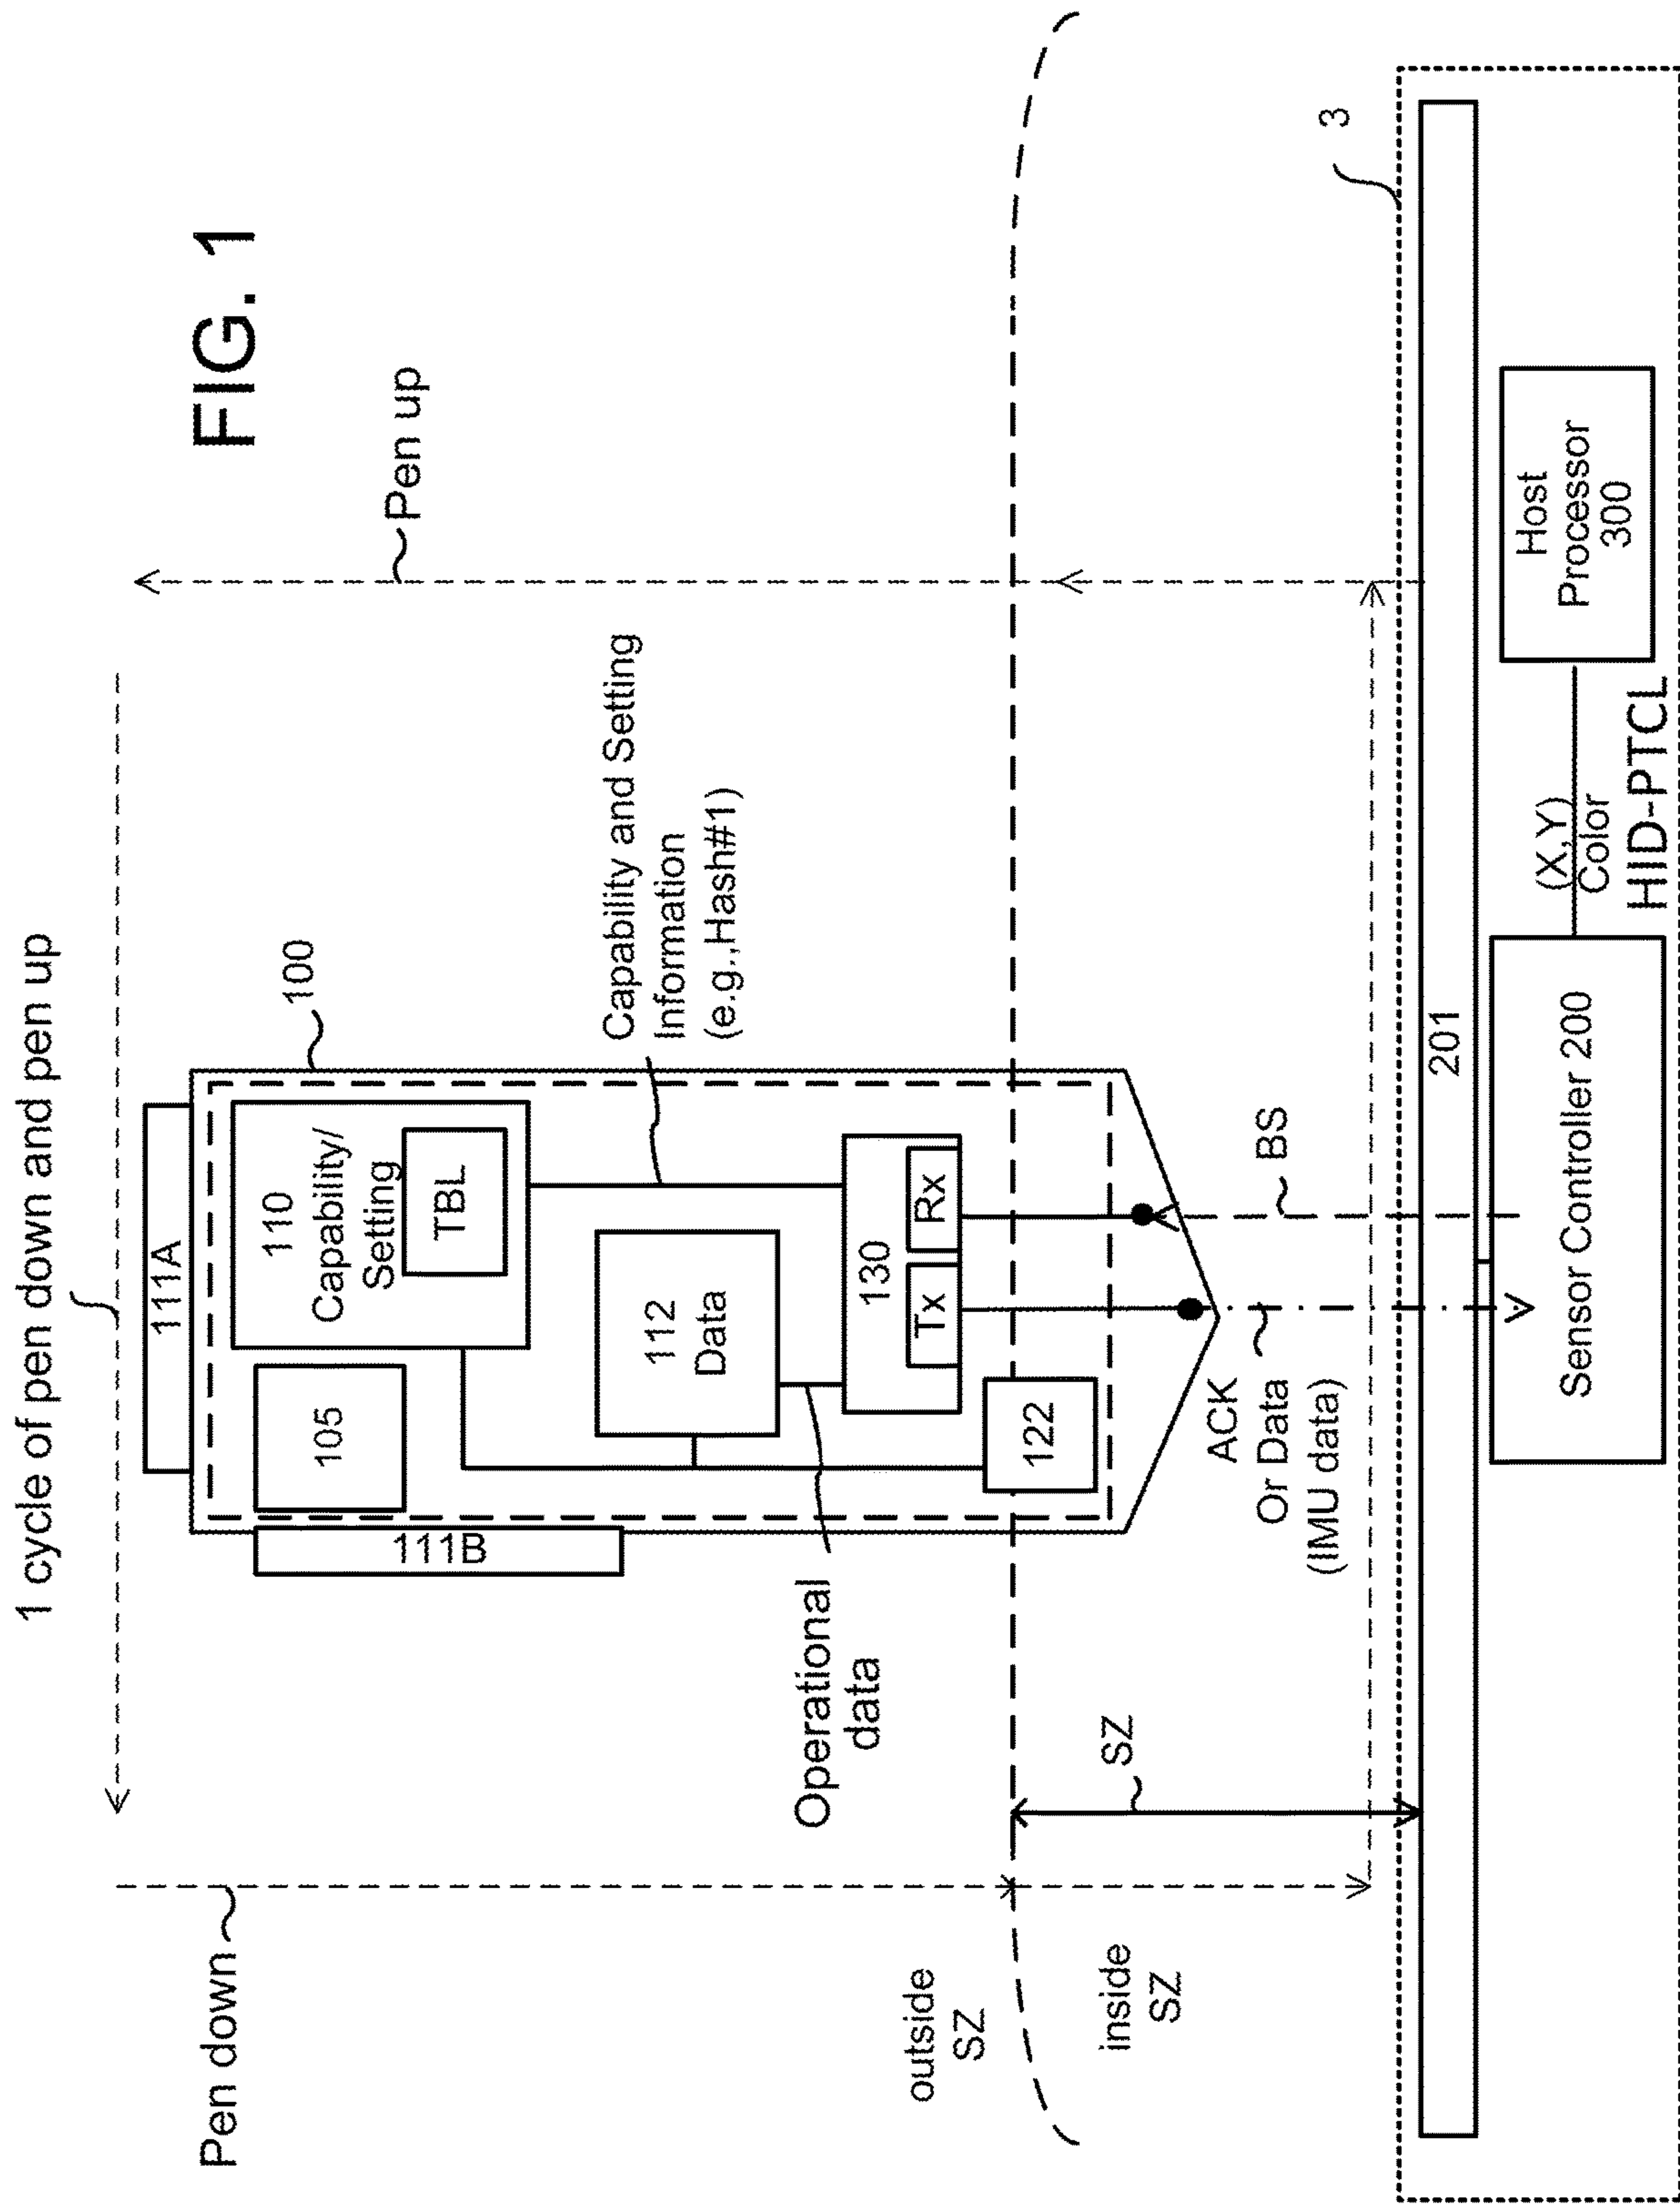 FIG. 1
1 cycle of pen down and pen up
Pen down
Pen up
111A
111B
100
105
110
Capability/
Setting
TBL
Capability and Setting
Information
(e.g.,Hash#1)
112
Data
Operational
data
130
Tx
Rx
122
outside
SZ
inside
SZ
SZ
ACK
Or Data
(IMU data)
BS
3
201
Sensor Controller 200
(X,Y)
Color
HID-PTCL
Host
Processor
300